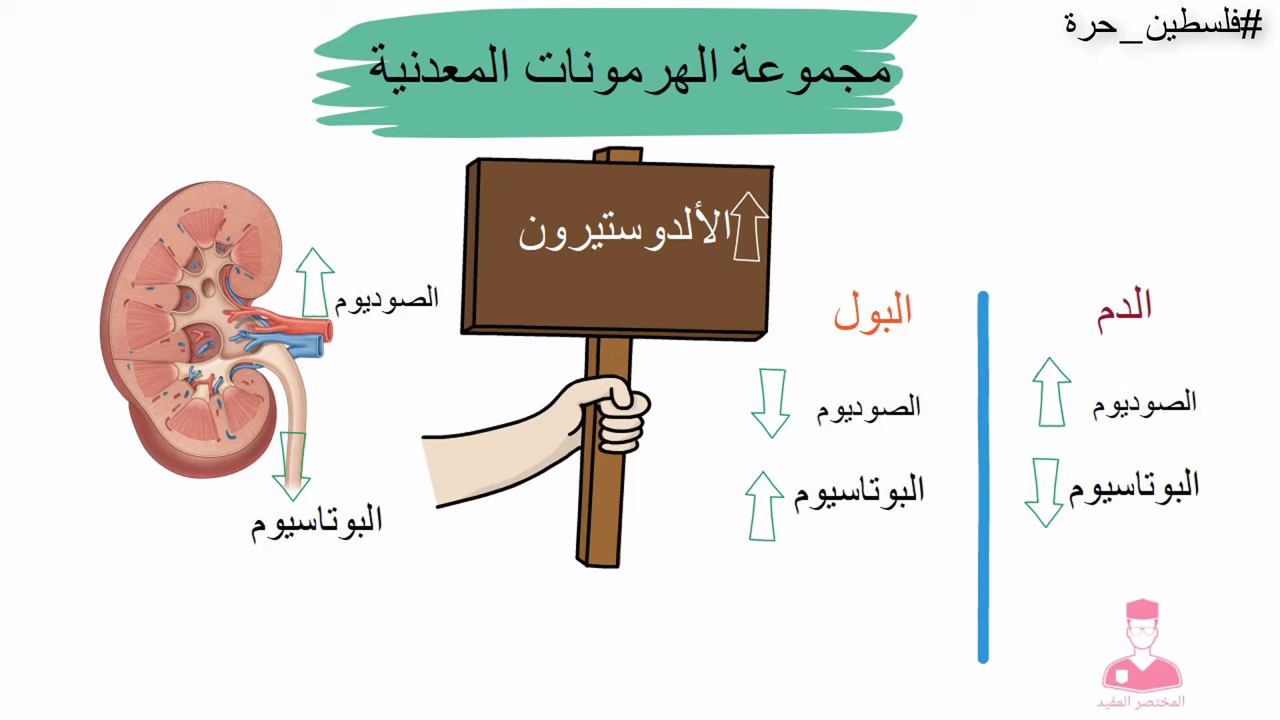 #فلسطين_حرة
مجموعة الهرمونات المعدنية
الألدوستيرون
الصوديوم
البوتاسيوم
الدم
الصوديوم
البوتاسيوم
البول
الصوديوم
البوتاسيوم
المختصر المفيد